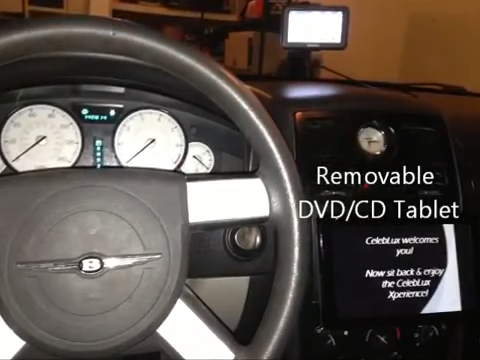 Removable
DVD/CD Tablet
CelebLux welcomes
you!
Now sit back & enjoy
the CelebLux
Xperience!